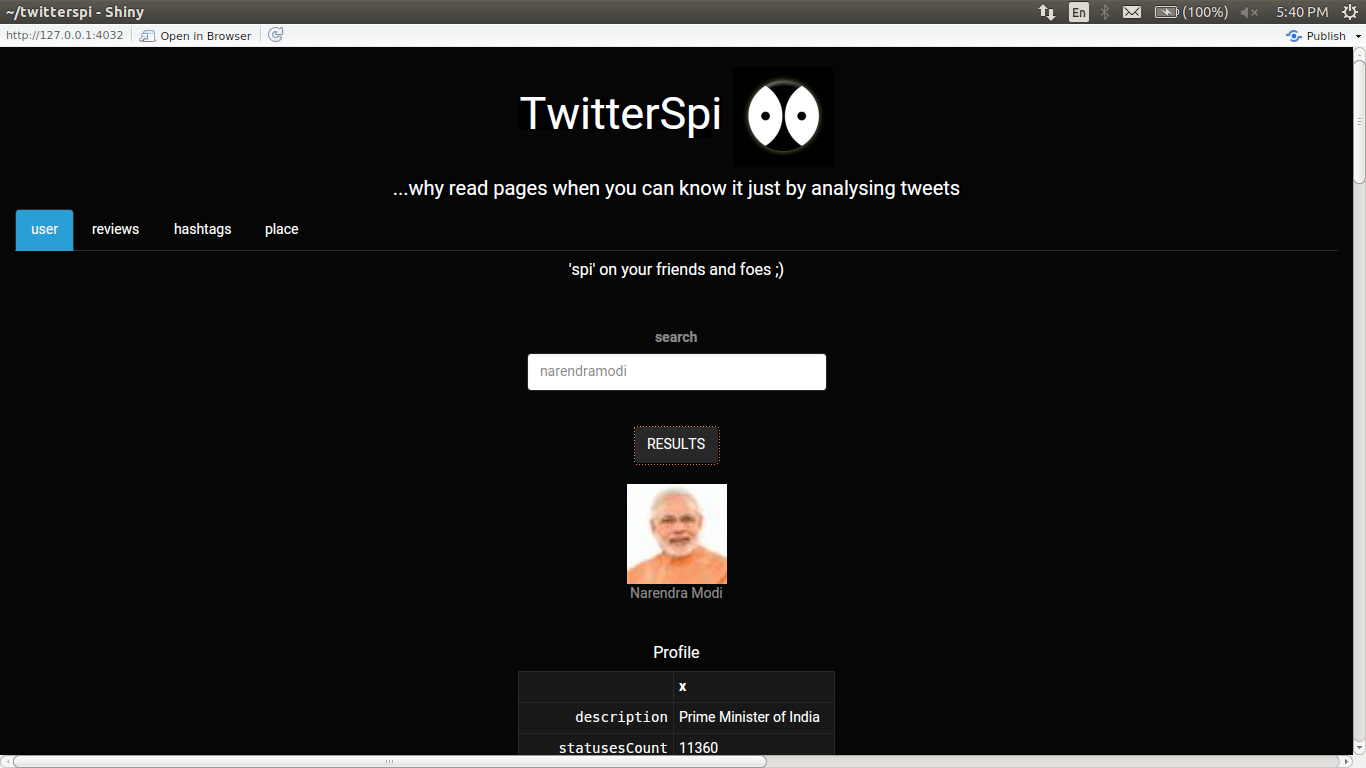 ~/twitterspi - Shiny En (100%) 5:40 PM
http://127.0.0.1:4032 Open in Browser Publish
TwitterSpi
...why read pages when you can know it just by analysing tweets
user reviews hashtags place
'spi' on your friends and foes ;)
search
narendramodi
RESULTS
Narendra Modi
Profile
x
description Prime Minister of India
statusesCount 11360